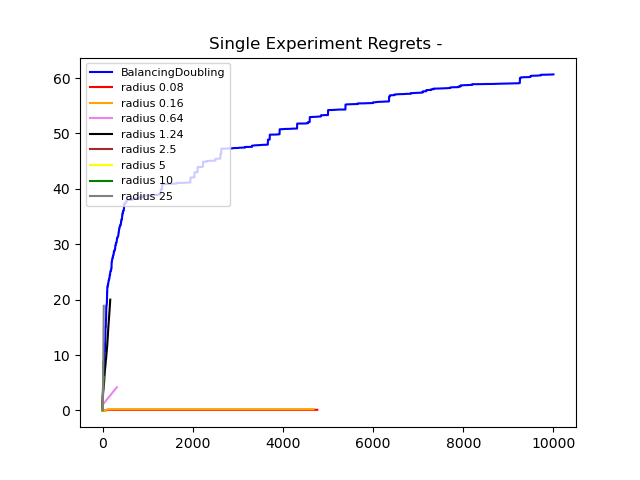 Single Experiment Regrets -
BalancingDoubling
radius 0.08
radius 0.16
radius 0.64
radius 1.24
radius 2.5
radius 5
radius 10
radius 25
60
50
40
30
20
10
0
0 2000 4000 6000 8000 10000